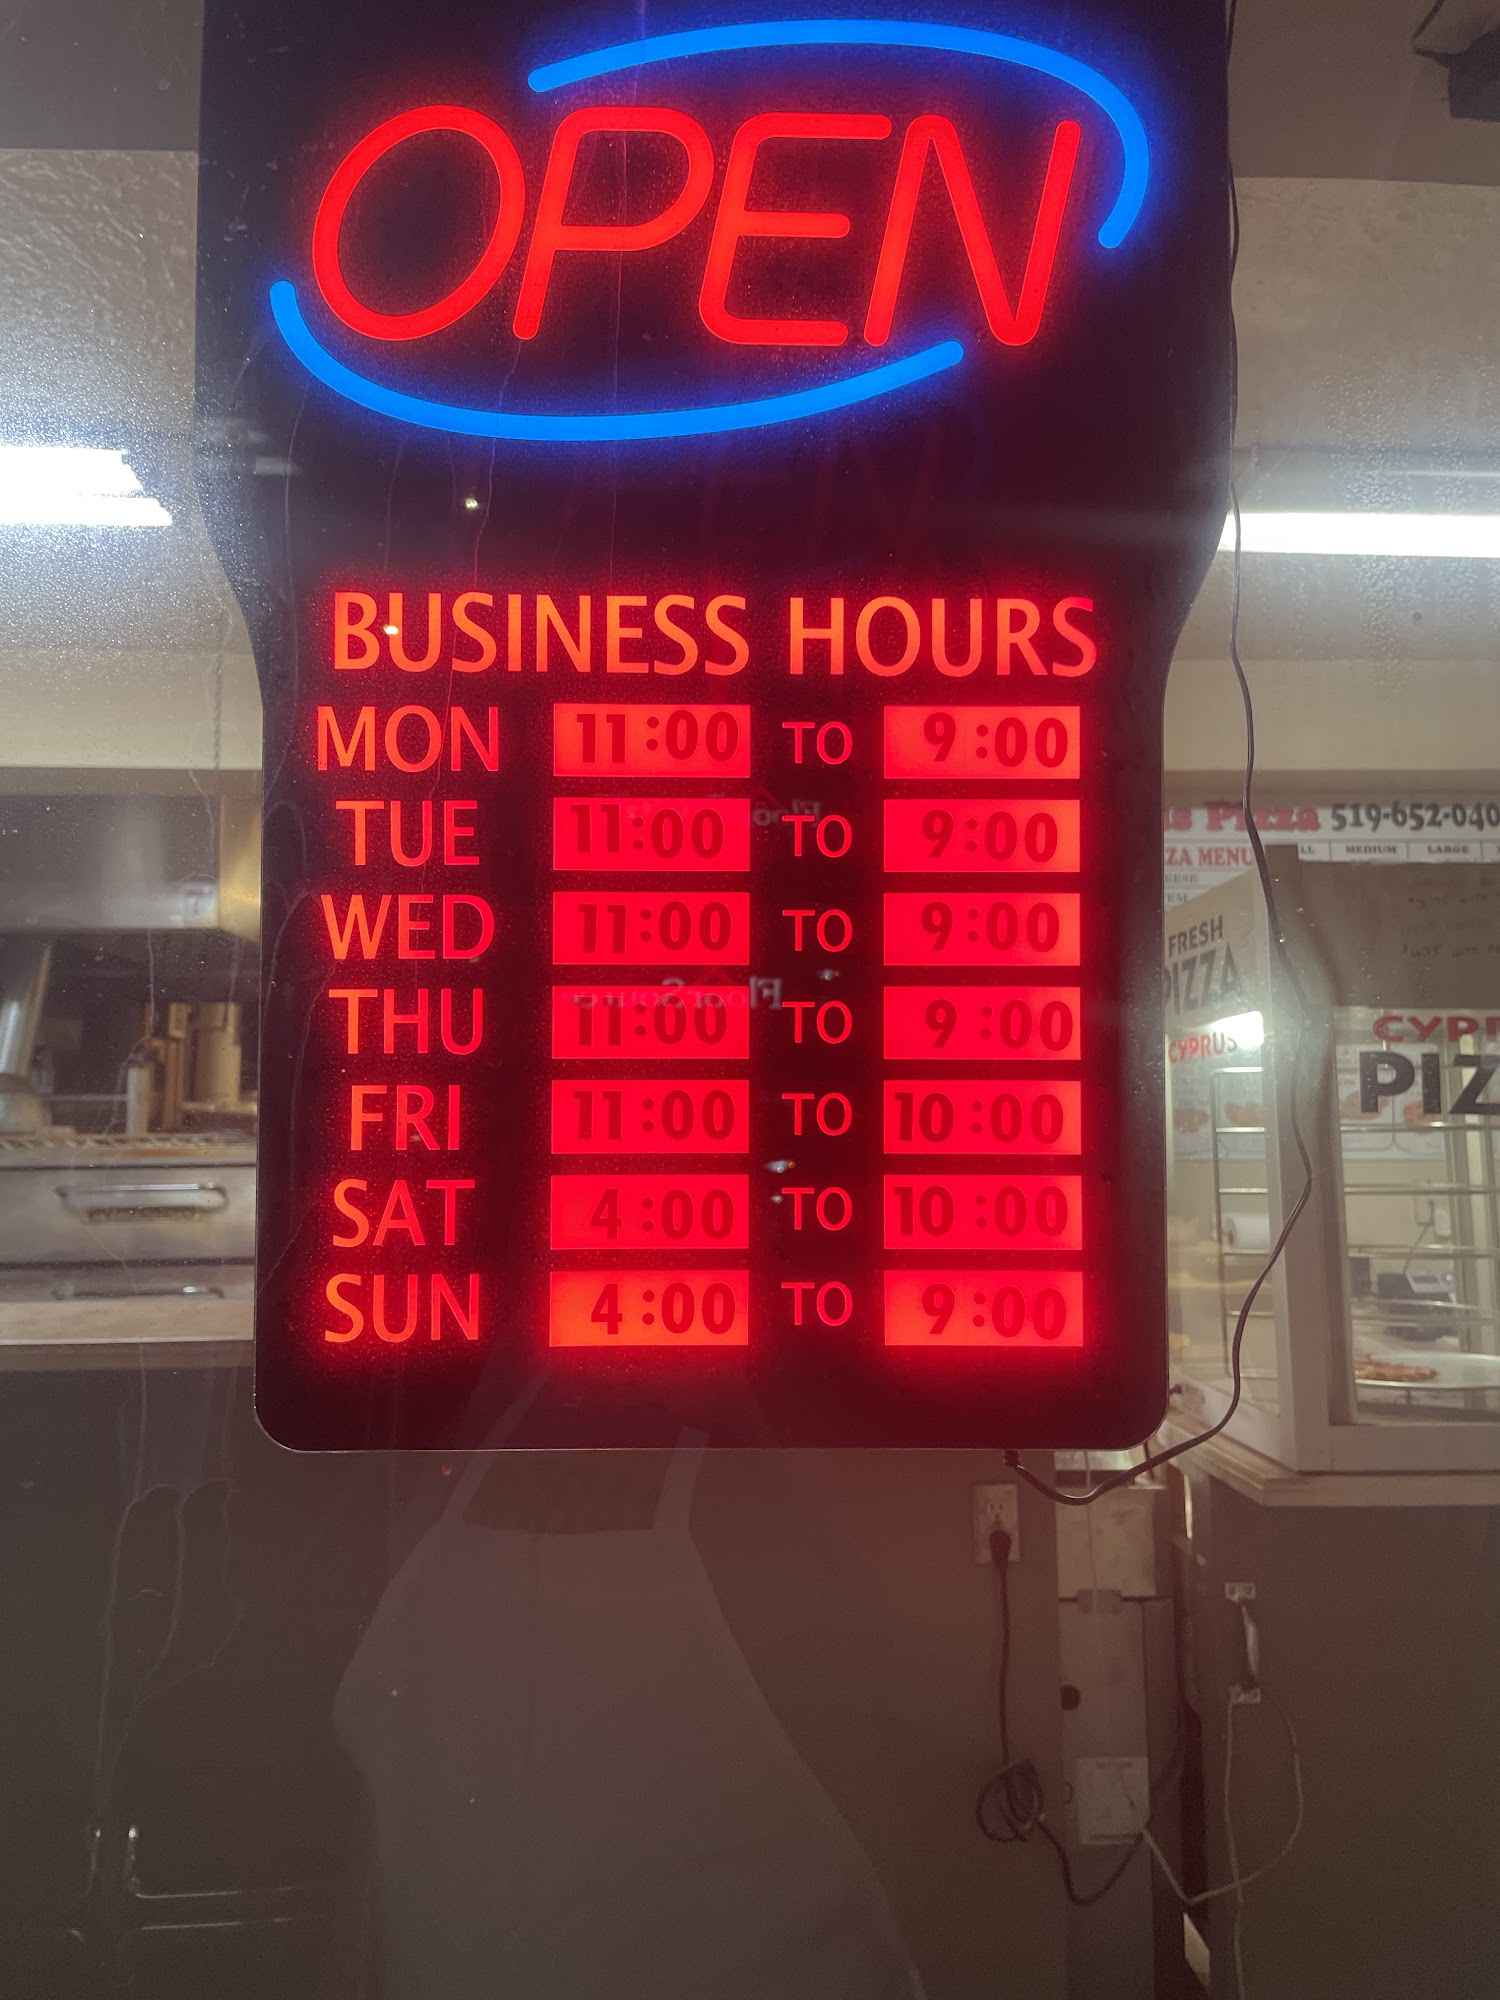 OPEN
BUSINESS HOURS
MON 11:00 TO 9:00
TUE 11:00 TO 9:00
WED 11:00 TO 9:00
THU 11:00 TO 9:00
FRI 11:00 TO 10:00
SAT 4:00 TO 10:00
SUN 4:00 TO 9:00
Pizza 519-652-040
MENU
MEDIUM LARGE
FRESH
PIZZA
CYPRUS
PIZ